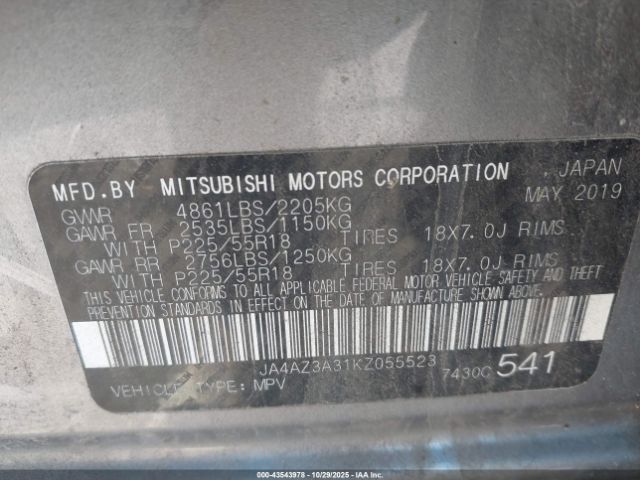 MFD.BY MITSUBISHI MOTORS CORPORATION JAPAN
GVWR 4861LBS/2205KG MAY 2019
GAWR FR 2535LBS/1150KG
WITH P225/55R18 TIRES 18X7.0J RIMS
GAWR RR 2756LBS/1250KG
WITH P225/55R18 TIRES 18X7.0J RIMS
THIS VEHICLE CONFORMS TO ALL APPLICABLE FEDERAL MOTOR VEHICLE SAFETY AND THEFT
PREVENTION STANDARDS IN EFFECT ON THE DATE OF MANUFACTURE SHOWN ABOVE.
JA4AZ3A31KZ055523
VEHICLE TYPE: MPV 7430C 541
000-43543978 - 10/29/2025 - IAAI.COM